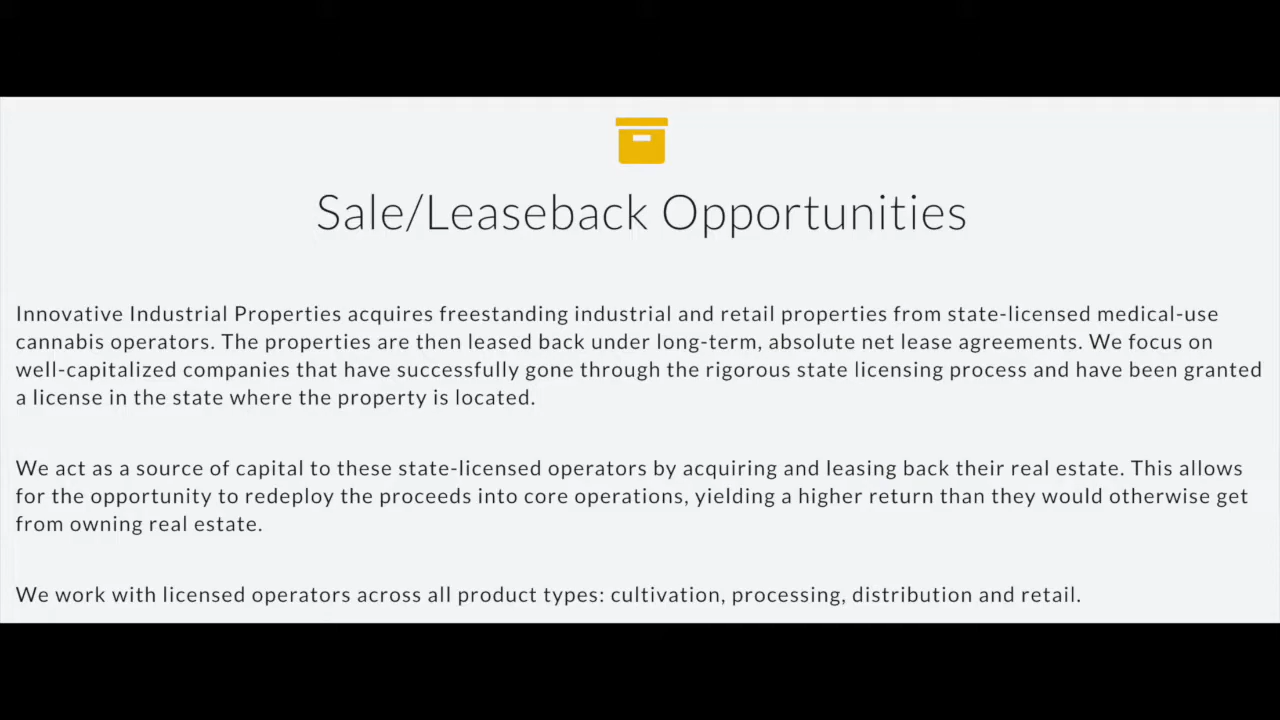 Sale/Leaseback Opportunities
Innovative Industrial Properties acquires freestanding industrial and retail properties from state-licensed medical-use
cannabis operators. The properties are then leased back under long-term, absolute net lease agreements. We focus on
well-capitalized companies that have successfully gone through the rigorous state licensing process and have been granted
a license in the state where the property is located.
We act as a source of capital to these state-licensed operators by acquiring and leasing back their real estate. This allows
for the opportunity to redeploy the proceeds into core operations, yielding a higher return than they would otherwise get
from owning real estate.
We work with licensed operators across all product types: cultivation, processing, distribution and retail.